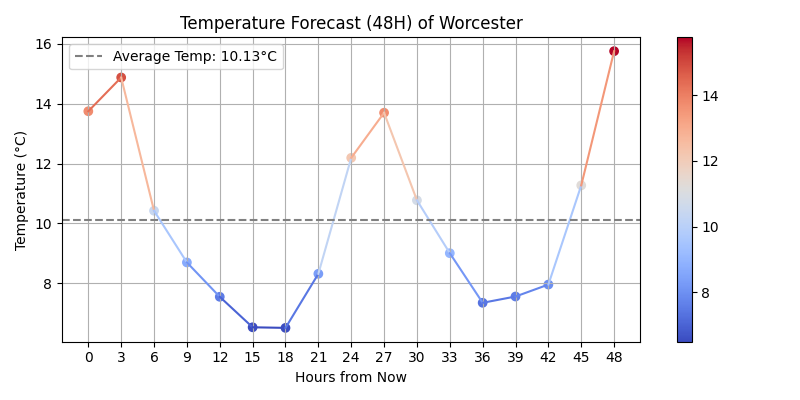 Temperature Forecast (48H) of Worcester
Average Temp: 10.13°C
Temperature (°C)
16
14
12
10
8
0 3 6 9 12 15 18 21 24 27 30 33 36 39 42 45 48
Hours from Now
14
12
10
8